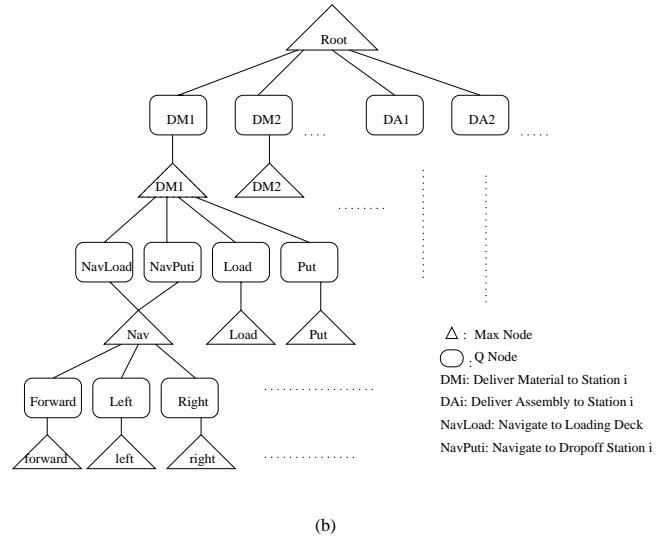 Root
DM1 DM2 DA1 DA2
DM1 DM2
NavLoad NavPuti Load Put
Nav Load Put
Forward Left Right
forward left right
: Max Node
: Q Node
DMi: Deliver Material to Station i
DAi: Deliver Assembly to Station i
NavLoad: Navigate to Loading Deck
NavPuti: Navigate to Dropoff Station i
(b)